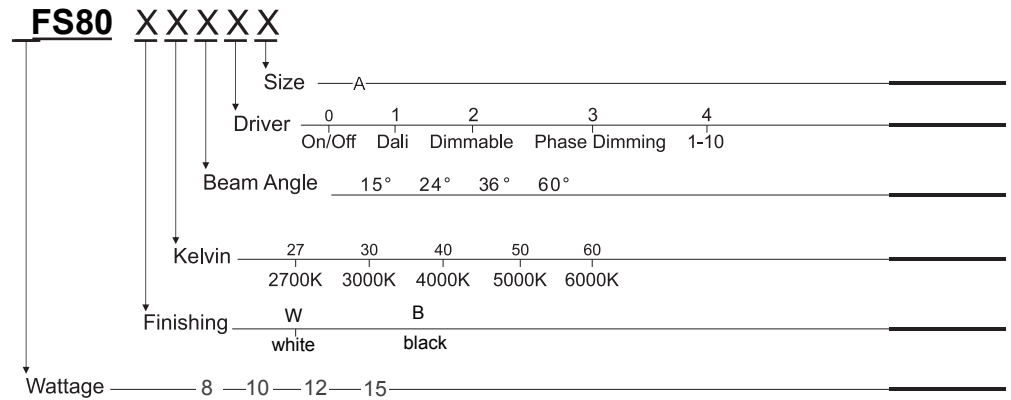 FS80 X X X X X
Size A
Driver 0 1 2 3 4
On/Off Dali Dimmable Phase Dimming 1-10
Beam Angle 15° 24° 36° 60°
Kelvin 27 30 40 50 60
2700K 3000K 4000K 5000K 6000K
Finishing W B
white black
Wattage 8 10 12 15